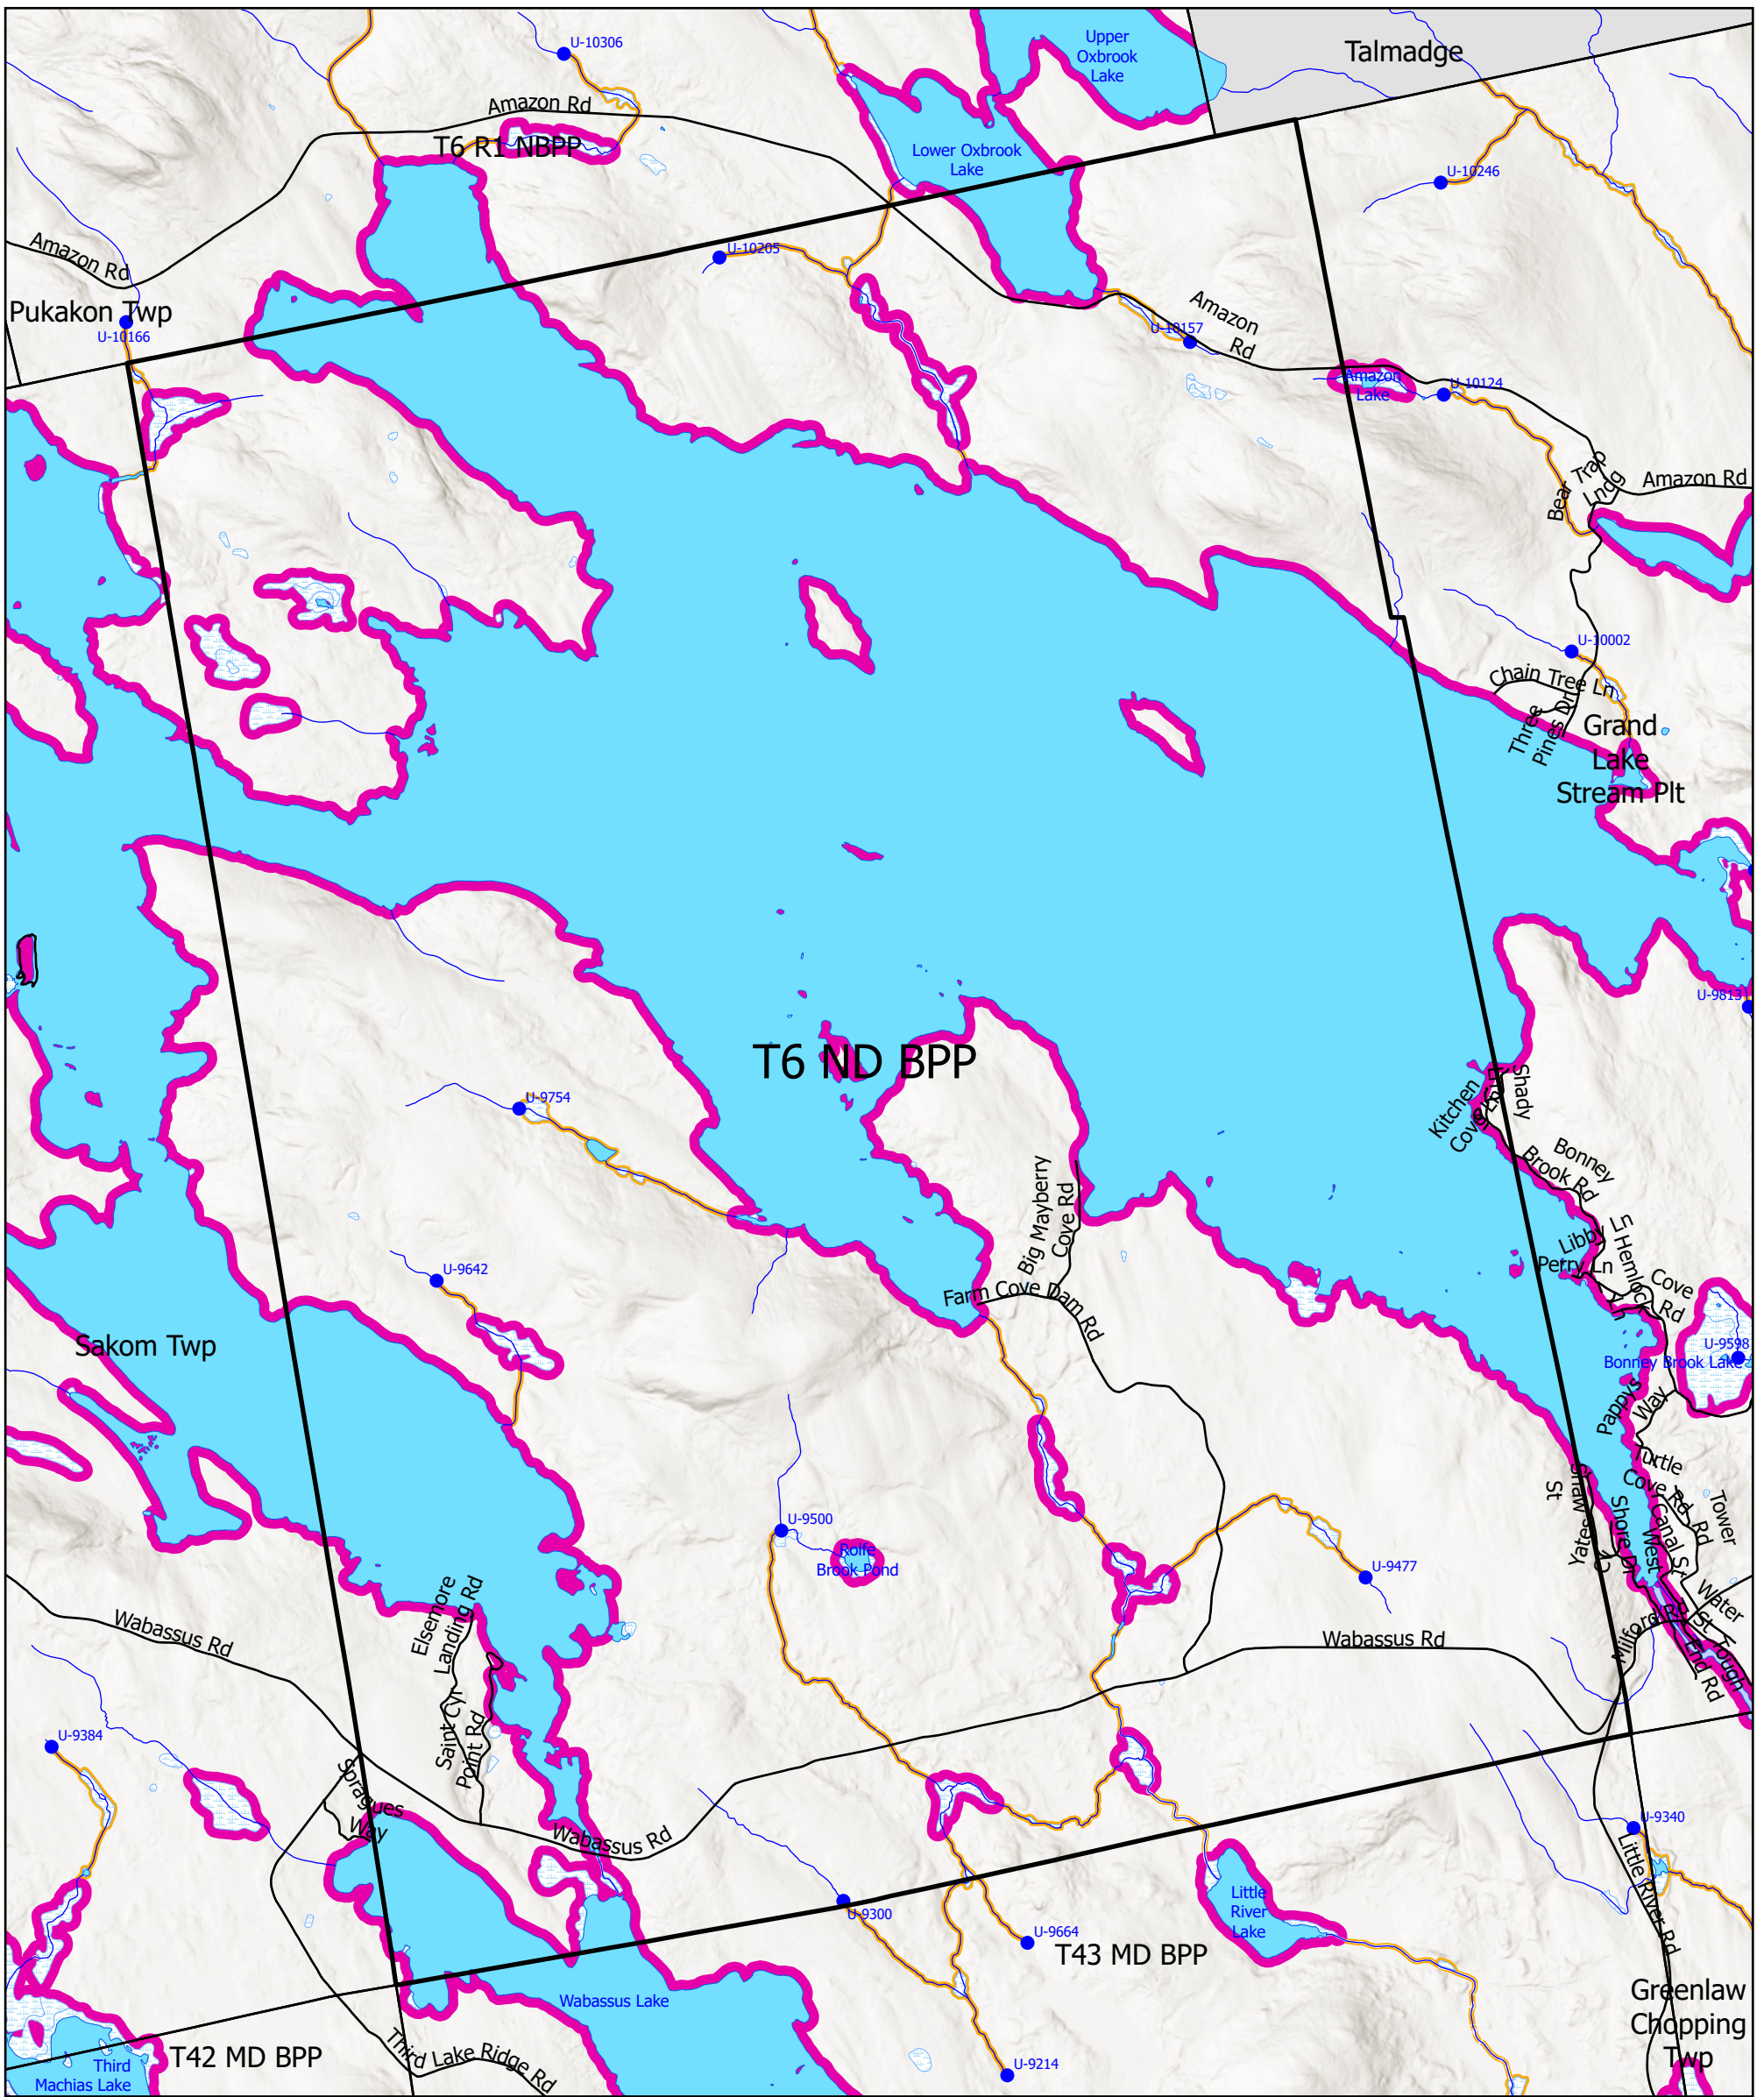 U-10306
Upper
Oxbrook
Lake
Talmadge
Amazon Rd
T6 R1 NBPP
Lower Oxbrook
Lake
U-10246
Amazon Rd
U-10205
Pukakon Twp
U-10166
Amazon
Rd
U-10157
Amazon
Lake
U-10124
Bear Trap
Lndg
Amazon Rd
U-10002
Chain Tree Ln
Three
Pines Dr
Grand
Lake
Stream Plt
U-9813
T6 ND BPP
Shady
Kitchen
Cove
U-9754
Bonney
Brook Rd
Big Mayberry
Cove Rd
Libby Ln
Perry Ln
Hemlock
Ln
Cove
Rd
U-9642
Farm Cove Dam Rd
Sakom Twp
U-9598
Bonney Brook Lake
Pappys
Way
Turtle
Cove Rd
Tower
Rd
Shaw
St
Yates
Shore Dr
West
Canal St
U-9500
Rolfe
Brook Pond
U-9477
Elsemore
Landing Rd
Water
St
Milford Rd
Tough
End Rd
Wabassus Rd
Wabassus Rd
Saint Cyr
Point Rd
U-9384
Spragues
Way
Wabassus Rd
U-9340
Little River Rd
U-9300
Little
River
Lake
U-9664
T43 MD BPP
Wabassus Lake
Greenlaw
Chopping
Twp
T42 MD BPP
Third Lake Ridge Rd
Third
Machias Lake
U-9214